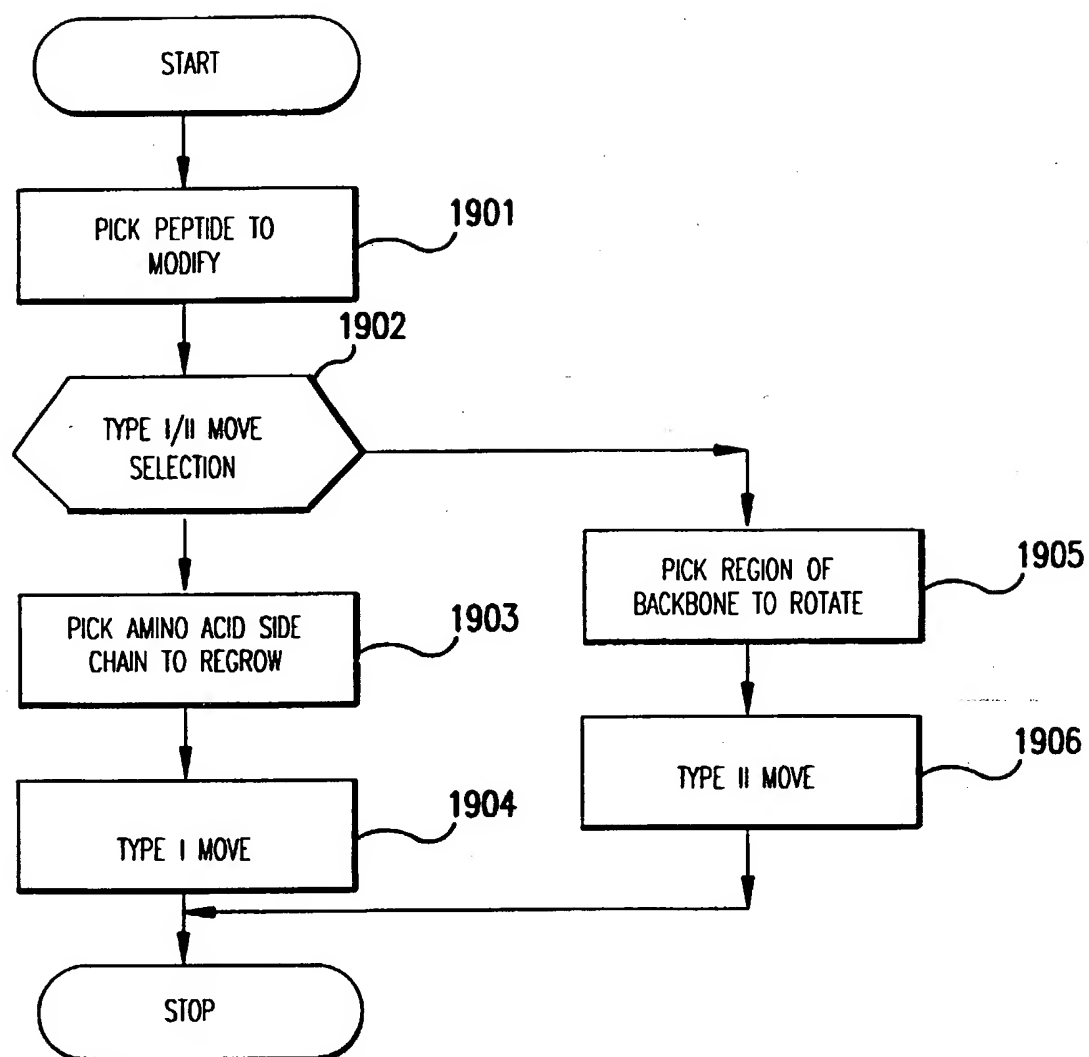 START
PICK PEPTIDE TO
MODIFY
1901
1902
TYPE I/II MOVE
SELECTION
PICK AMINO ACID SIDE
CHAIN TO REGROW
1903
PICK REGION OF
BACKBONE TO ROTATE
1905
TYPE I MOVE
1904
TYPE II MOVE
1906
STOP